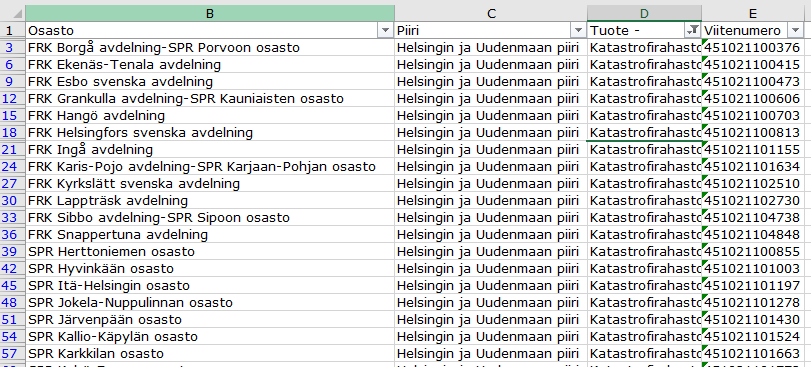 B C D E
1 Osasto Piiri Tuote - Viitenumero
3 FRK Borgå avdelning-SPR Porvoon osasto Helsingin ja Uudenmaan piiri Katastrofirahasto 451021100376
6 FRK Ekenäs-Tenala avdelning Helsingin ja Uudenmaan piiri Katastrofirahasto 451021100415
9 FRK Esbo svenska avdelning Helsingin ja Uudenmaan piiri Katastrofirahasto 451021100473
12 FRK Grankulla avdelning-SPR Kauniaisten osasto Helsingin ja Uudenmaan piiri Katastrofirahasto 451021100606
15 FRK Hangö avdelning Helsingin ja Uudenmaan piiri Katastrofirahasto 451021100703
18 FRK Helsingfors svenska avdelning Helsingin ja Uudenmaan piiri Katastrofirahasto 451021100813
21 FRK Ingå avdelning Helsingin ja Uudenmaan piiri Katastrofirahasto 451021101155
24 FRK Karis-Pojo avdelning-SPR Karjaan-Pohjan osasto Helsingin ja Uudenmaan piiri Katastrofirahasto 451021101634
27 FRK Kyrkslätt svenska avdelning Helsingin ja Uudenmaan piiri Katastrofirahasto 451021102510
30 FRK Lappträsk avdelning Helsingin ja Uudenmaan piiri Katastrofirahasto 451021102730
33 FRK Sibbo avdelning-SPR Sipoon osasto Helsingin ja Uudenmaan piiri Katastrofirahasto 451021104738
36 FRK Snappertuna avdelning Helsingin ja Uudenmaan piiri Katastrofirahasto 451021104848
39 SPR Herttoniemen osasto Helsingin ja Uudenmaan piiri Katastrofirahasto 451021100855
42 SPR Hyvinkään osasto Helsingin ja Uudenmaan piiri Katastrofirahasto 451021101003
45 SPR Itä-Helsingin osasto Helsingin ja Uudenmaan piiri Katastrofirahasto 451021101197
48 SPR Jokela-Nuppulinnan osasto Helsingin ja Uudenmaan piiri Katastrofirahasto 451021101278
51 SPR Järvenpään osasto Helsingin ja Uudenmaan piiri Katastrofirahasto 451021101430
54 SPR Kallio-Käpylän osasto Helsingin ja Uudenmaan piiri Katastrofirahasto 451021101524
57 SPR Karkkilan osasto Helsingin ja Uudenmaan piiri Katastrofirahasto 451021101663